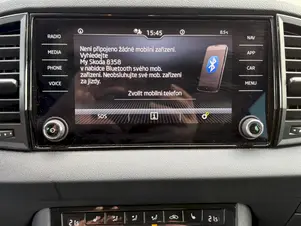 RADIO
MEDIA
PHONE
VOICE
15:45
Není připojeno žádné mobilní zařízení.
Vyhledejte
My Skoda 8358
v nabídce Bluetooth svého mob.
zařízení. Neobsluhujte své mob. zařízení
za jízdy.
Zvolit mobilní telefon
SOS
NAV
APP
CAR
MENU